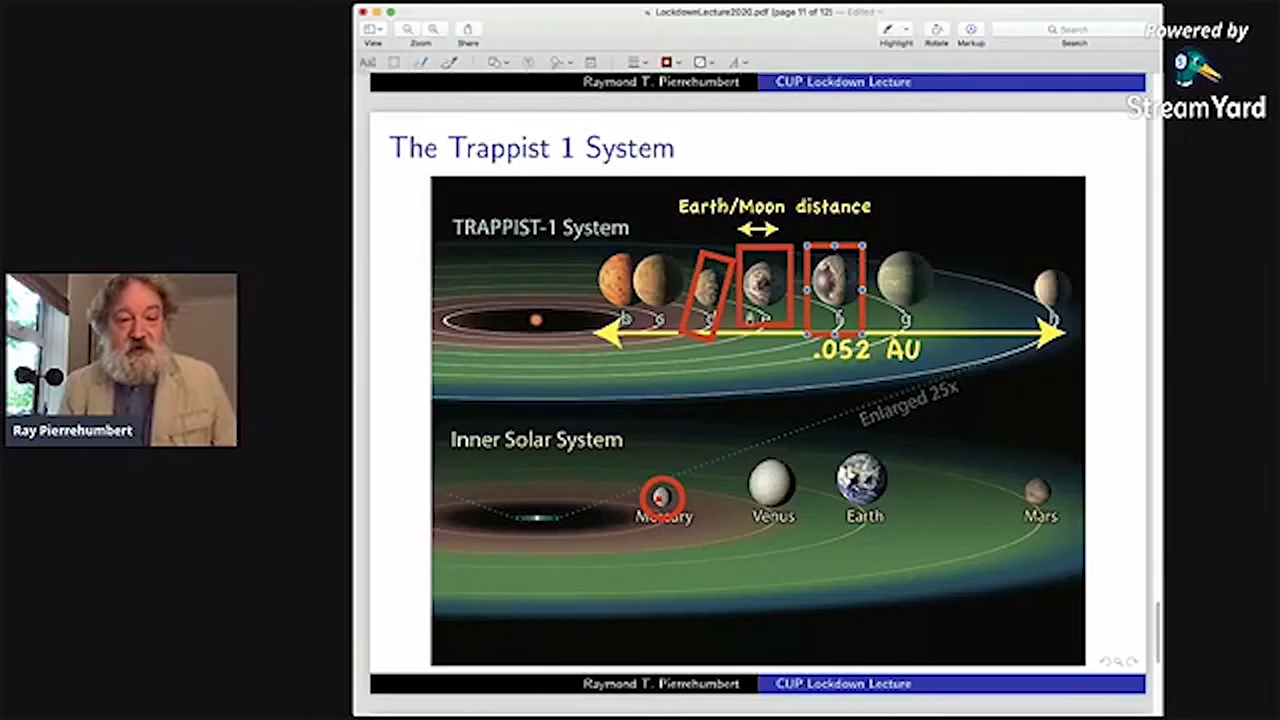 LockdownLecture2020.pdf (page 11 of 12) — Edited
View
Zoom
Share
Highlight
Rotate
Markup
Search
Search
Powered by
StreamYard
Raymond T. Pierrehumbert
CUP Lockdown Lecture
The Trappist 1 System
Earth/Moon distance
TRAPPIST-1 System
b
c
e
f
g
h
.052 AU
Enlarged 25x
Ray Pierrehumbert
Inner Solar System
Mercury
Venus
Earth
Mars
Raymond T. Pierrehumbert
CUP Lockdown Lecture